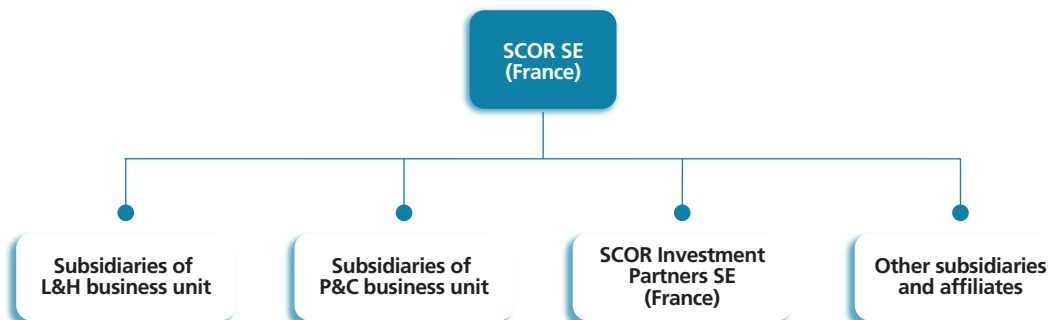 SCOR SE
(France)
Subsidiaries of
L&H business unit
Subsidiaries of
P&C business unit
SCOR Investment
Partners SE
(France)
Other subsidiaries
and affiliates